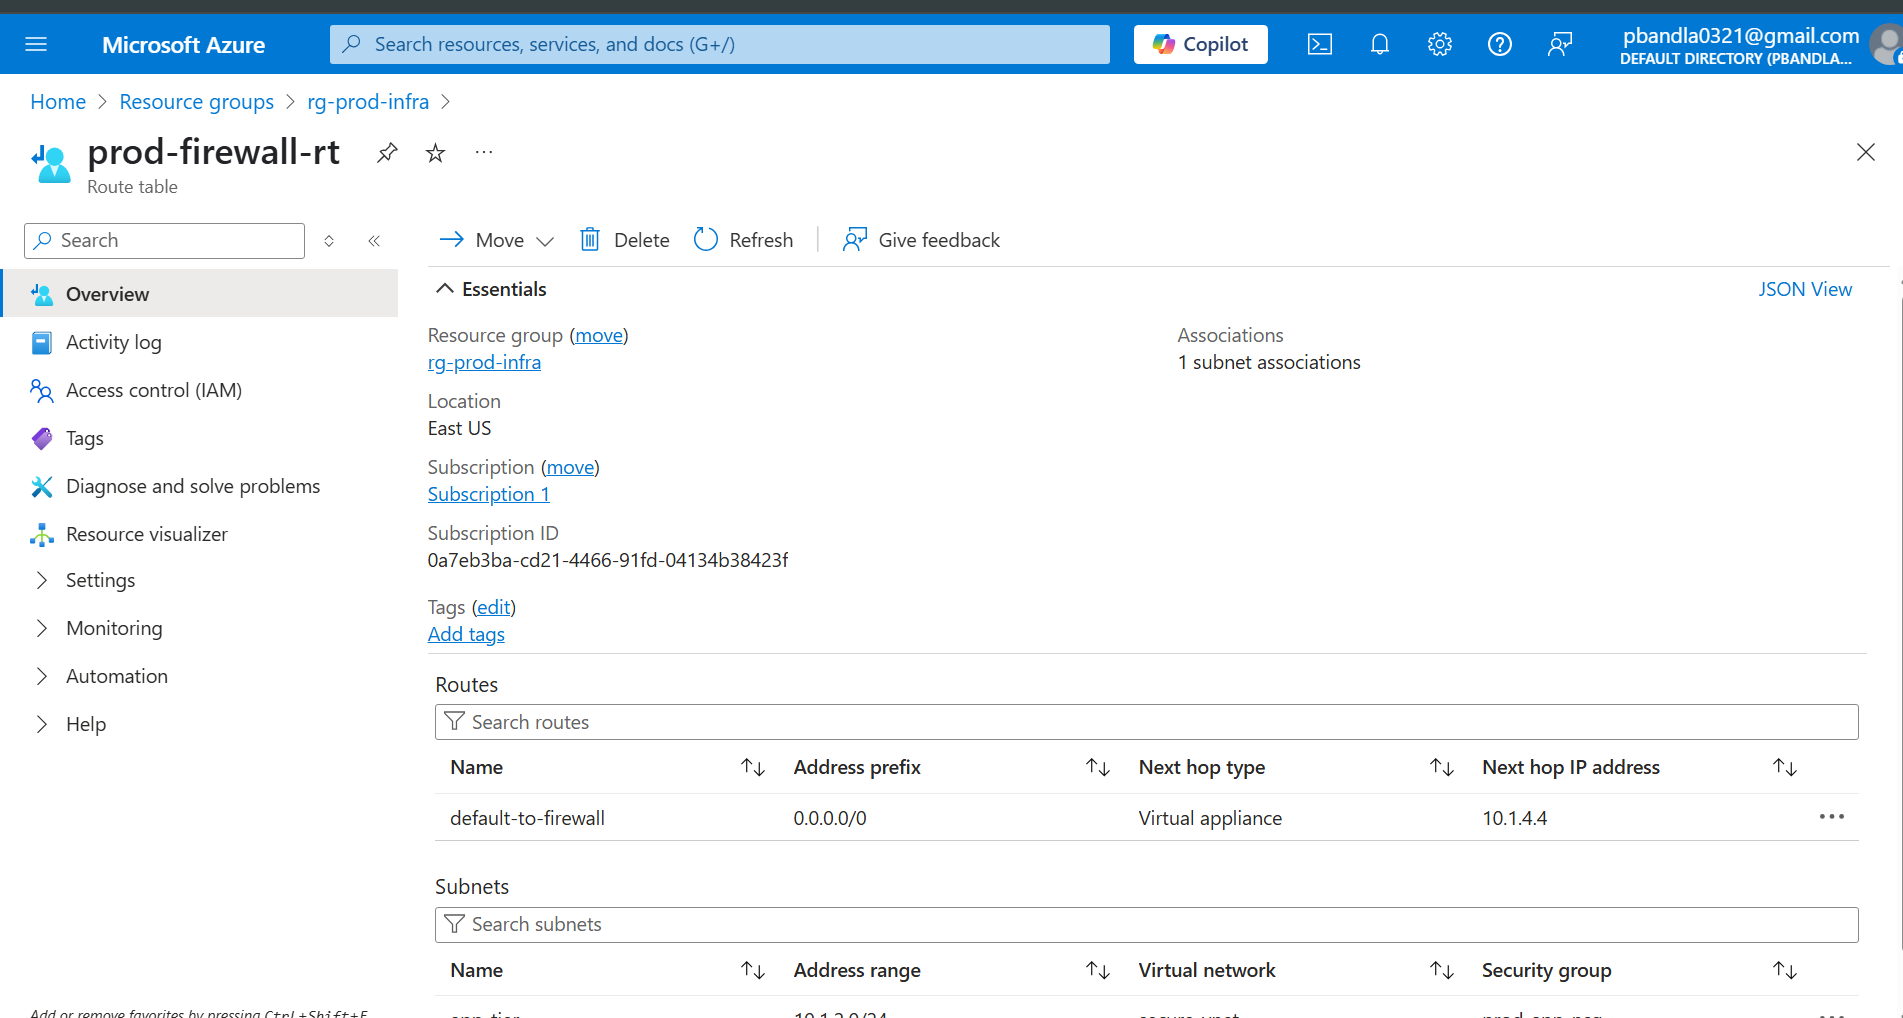 Microsoft Azure
Search resources, services, and docs (G+/)
Copilot
pbandla0321@gmail.com
DEFAULT DIRECTORY (PBANDLA...
Home > Resource groups > rg-prod-infra >
prod-firewall-rt
Route table
Search
Move
Delete
Refresh
Give feedback
Overview
Activity log
Access control (IAM)
Tags
Diagnose and solve problems
Resource visualizer
Settings
Monitoring
Automation
Help
Add or remove favorites by pressing Ctrl+Shift+F
Essentials
JSON View
Resource group (move)
rg-prod-infra
Location
East US
Subscription (move)
Subscription 1
Subscription ID
0a7eb3ba-cd21-4466-91fd-04134b38423f
Tags (edit)
Add tags
Associations
1 subnet associations
Routes
Search routes
Name Address prefix Next hop type Next hop IP address
default-to-firewall 0.0.0.0/0 Virtual appliance 10.1.4.4
Subnets
Search subnets
Name Address range Virtual network Security group